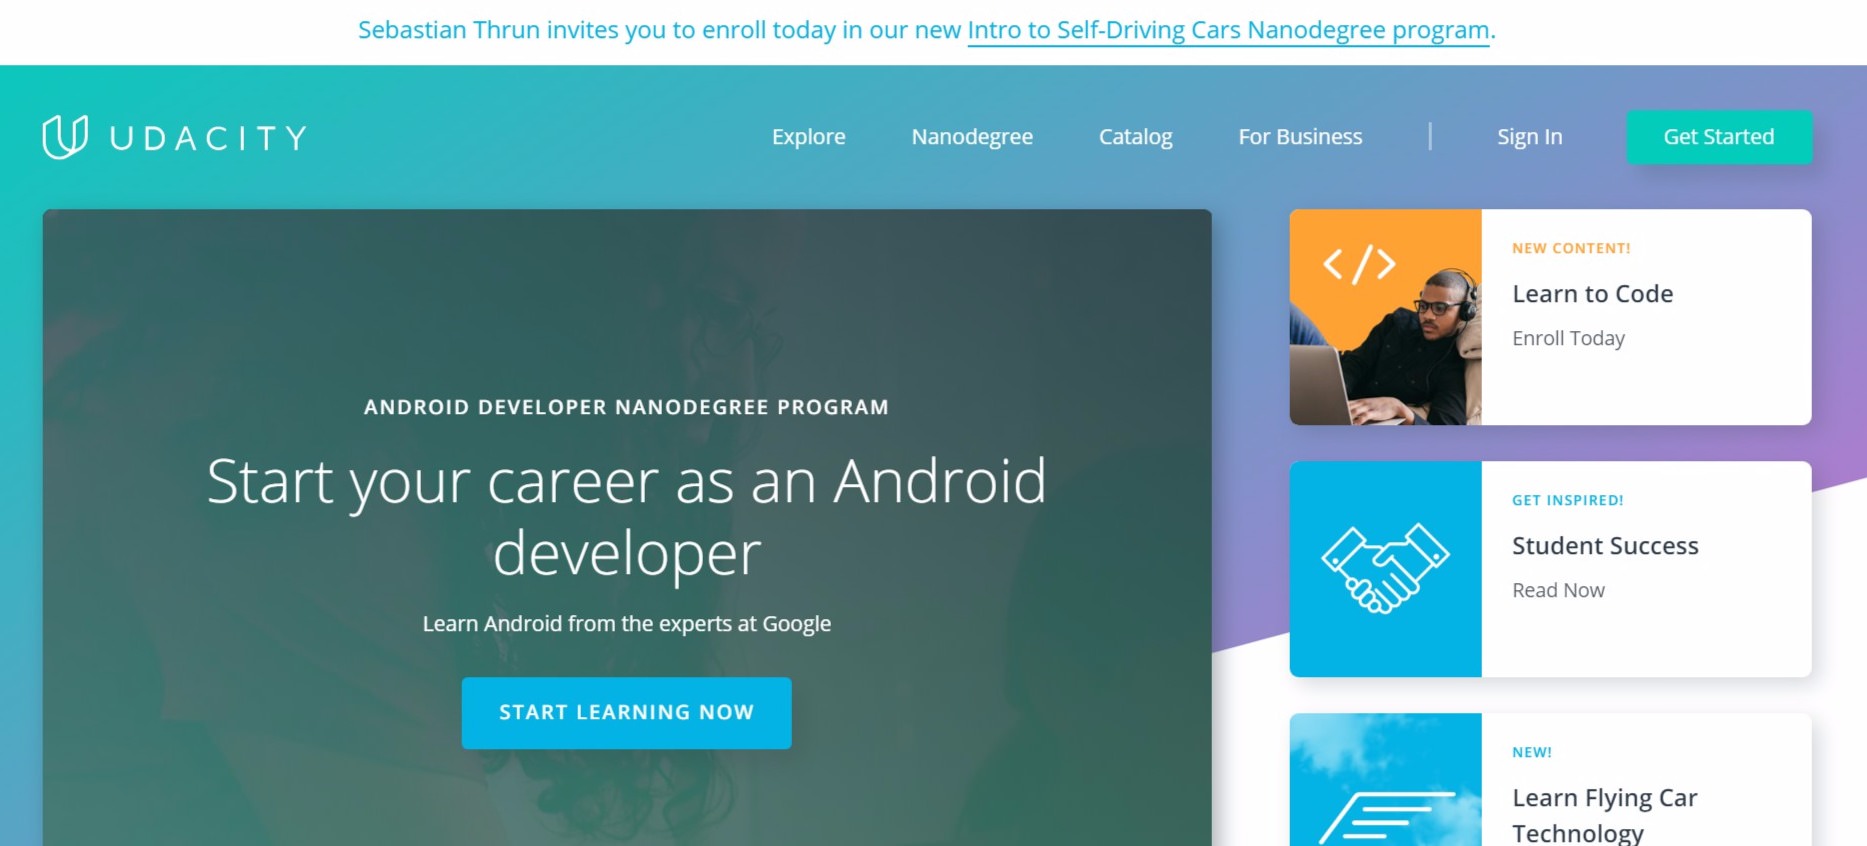 Sebastian Thrun invites you to enroll today in our new Intro to Self-Driving Cars Nanodegree program.
UDACITY
Explore
Nanodegree
Catalog
For Business
Sign In
Get Started
ANDROID DEVELOPER NANODEGREE PROGRAM
Start your career as an Android
developer
Learn Android from the experts at Google
START LEARNING NOW
</>
NEW CONTENT!
Learn to Code
Enroll Today
GET INSPIRED!
Student Success
Read Now
NEW!
Learn Flying Car
Technology